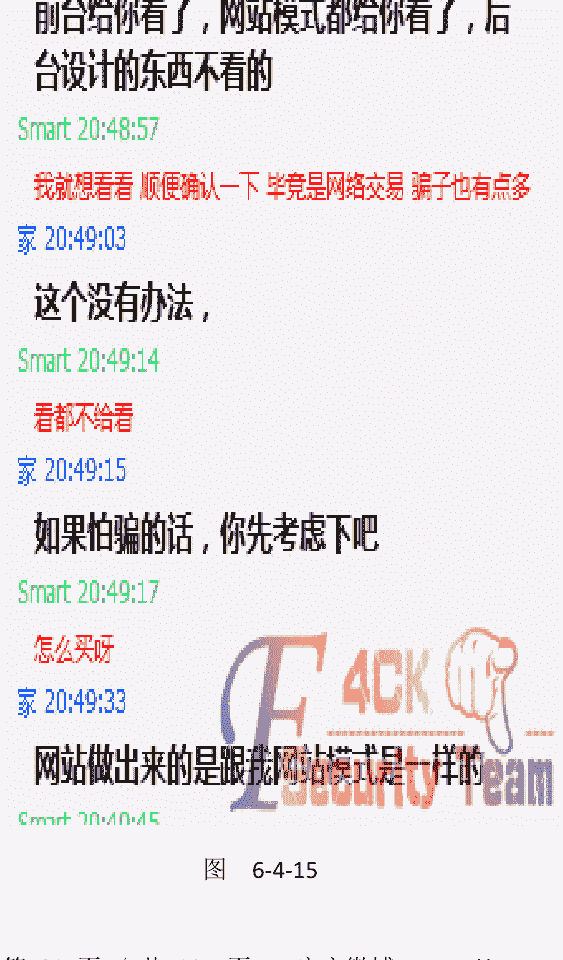 前台给你看了，网站模式都给你看了，后
台设计的东西不看的
Smart 20:48:57
我就想看看 顺便确认一下 毕竟是网络交易 骗子也有点多
家 20:49:03
这个没有办法，
Smart 20:49:14
看都不给看
家 20:49:15
如果怕骗的话，你先考虑下吧
Smart 20:49:17
怎么买呀
家 20:49:33
网站做出来的是跟我网站模式是一样的
Smart 20:49:45
F4CK
Security Team
图 6-4-15